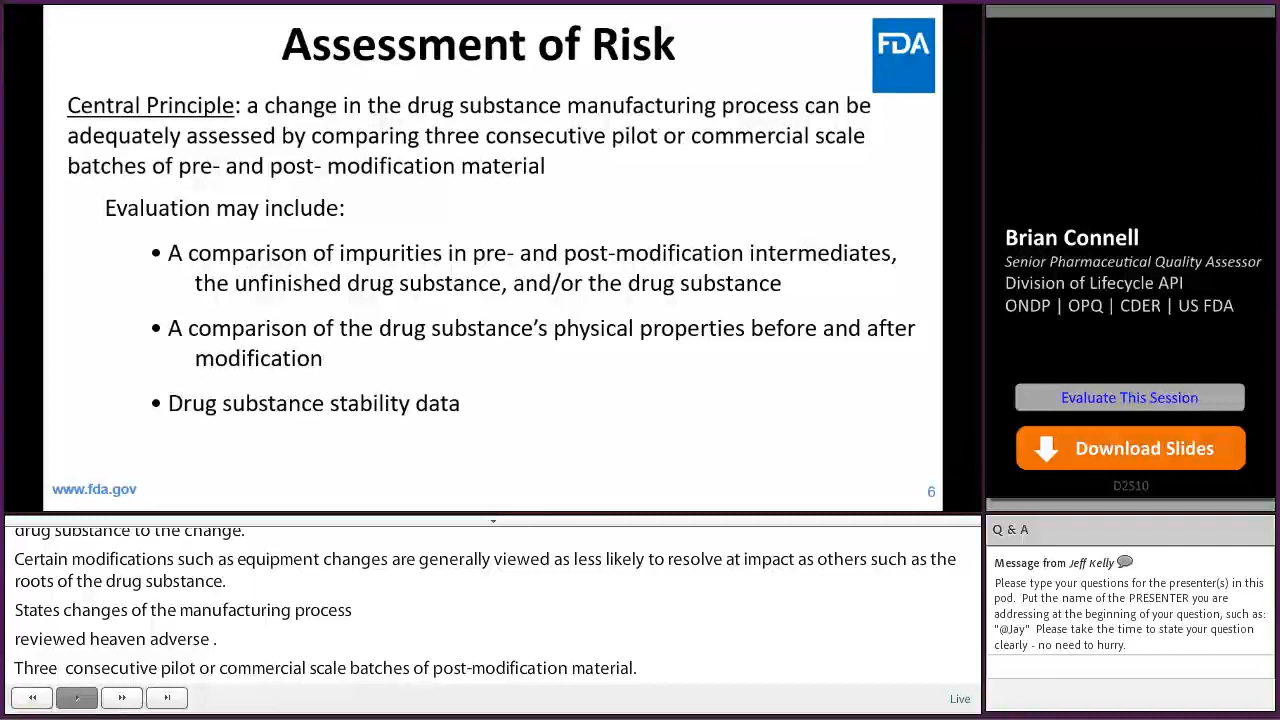 Assessment of Risk
FDA
Central Principle: a change in the drug substance manufacturing process can be
adequately assessed by comparing three consecutive pilot or commercial scale
batches of pre- and post- modification material
Evaluation may include:
• A comparison of impurities in pre- and post-modification intermediates,
the unfinished drug substance, and/or the drug substance
• A comparison of the drug substance's physical properties before and after
modification
• Drug substance stability data
www.fda.gov
6
Brian Connell
Senior Pharmaceutical Quality Assessor
Division of Lifecycle API
ONDP | OPQ | CDER | US FDA
Evaluate This Session
Download Slides
D2S10
drug substance to the change.
Certain modifications such as equipment changes are generally viewed as less likely to resolve at impact as others such as the
roots of the drug substance.
States changes of the manufacturing process
reviewed heaven adverse .
Three  consecutive pilot or commercial scale batches of post-modification material.
Live
Q & A
Message from Jeff Kelly
Please type your questions for the presenter(s) in this
pod.  Put the name of the PRESENTER you are
addressing at the beginning of your question, such as:
"@Jay"  Please take the time to state your question
clearly - no need to hurry.